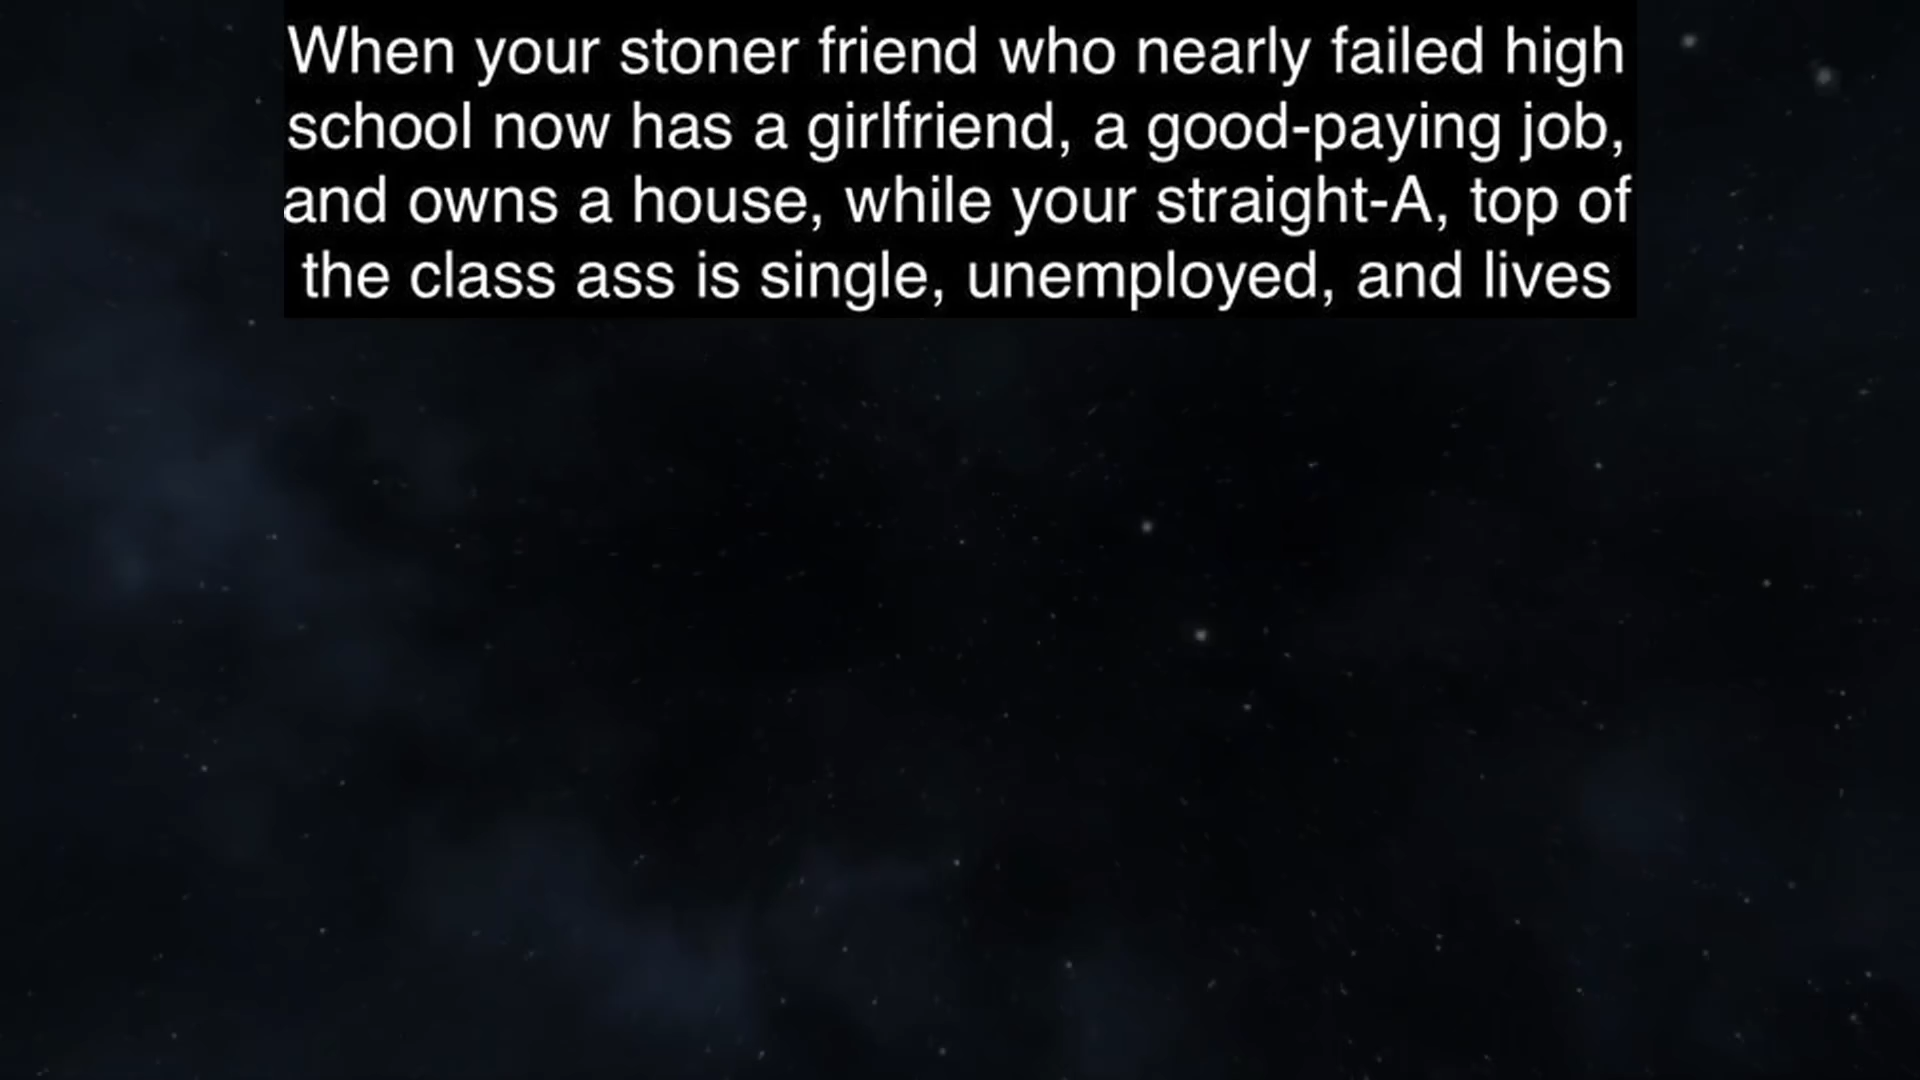 When your stoner friend who nearly failed high
school now has a girlfriend, a good-paying job,
and owns a house, while your straight-A, top of
the class ass is single, unemployed, and lives